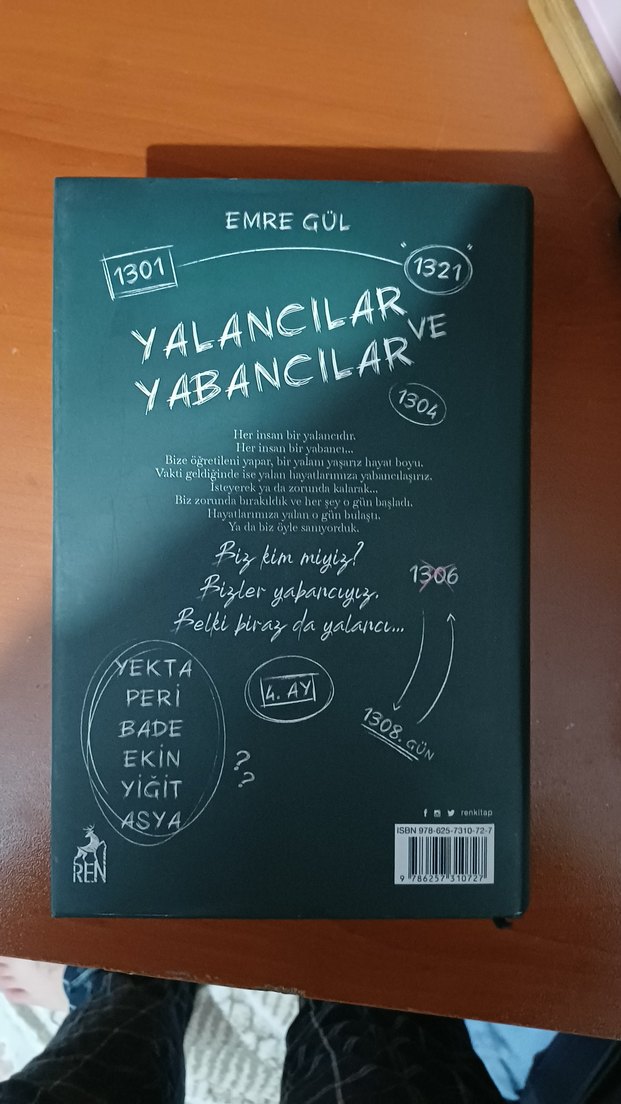 EMRE GÜL
1301
"1321"
YALANCILAR VE
YABANCILAR
1304
Her insan bir yalancıdır.
Her insan bir yabancı...
Bize öğretileni yapar, bir yalanı yaşarız hayat boyu.
Vakti geldiğinde ise yalan hayatlarımıza yabancılaşırız.
İsteyerek ya da zorunda kalarak...
Biz zorunda bırakıldık ve her şey o gün başladı.
Hayatlarımıza yalan o gün bulaştı.
Ya da biz öyle sanıyorduk.
Biz kim miyiz?
Bizler yabancıyız.
Belki biraz da yalancı...
1306
1308. GÜN
4. AY
YEKTA
PERİ
BADE
EKİN
YİĞİT
ASYA
?
?
REN
renkitap
ISBN 978-625-7310-72-7
9 786257 310727